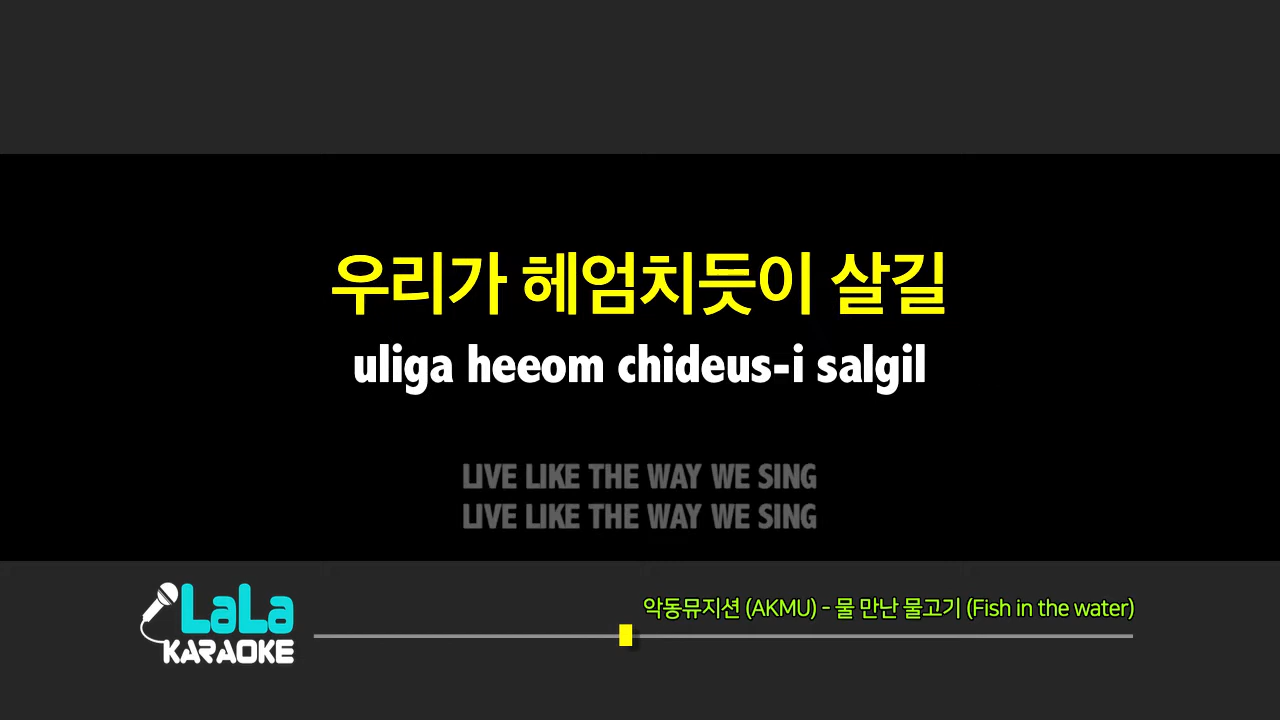 우리가 헤엄치듯이 살길
uliga heeom chideus-i salgil
LIVE LIKE THE WAY WE SING
LIVE LIKE THE WAY WE SING
LaLa
KARAOKE
악동뮤지션 (AKMU) - 물 만난 물고기 (Fish in the water)